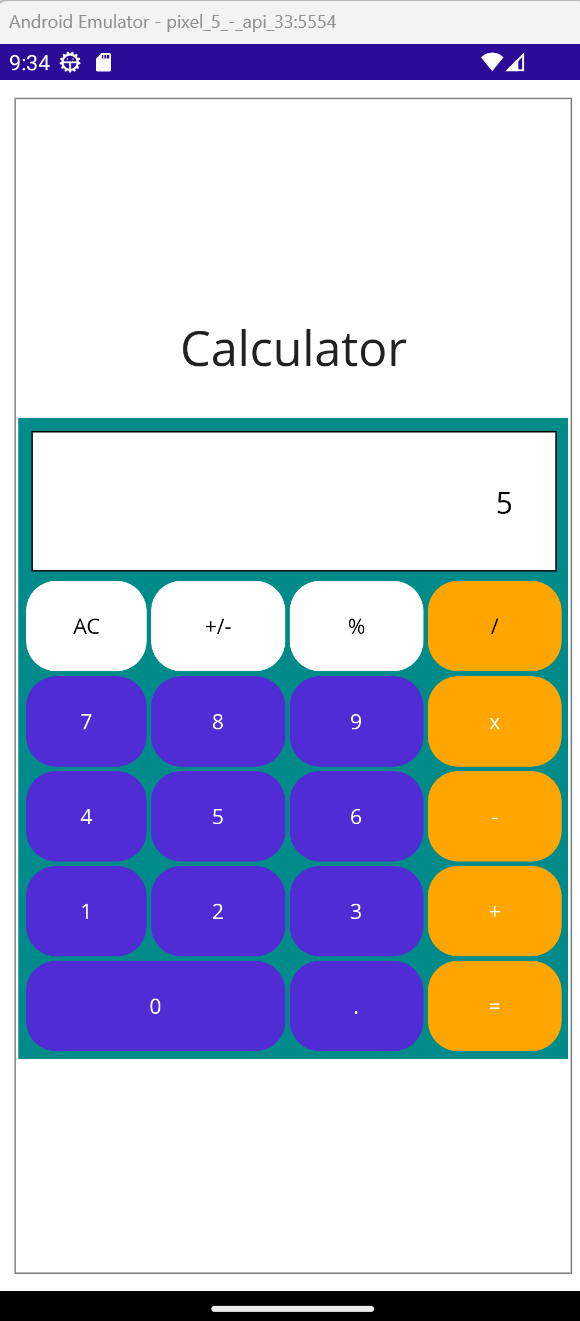 Android Emulator - pixel_5_-_api_33:5554
9:34
Calculator
5
AC +/- % /
7 8 9 x
4 5 6 -
1 2 3 +
0 . =